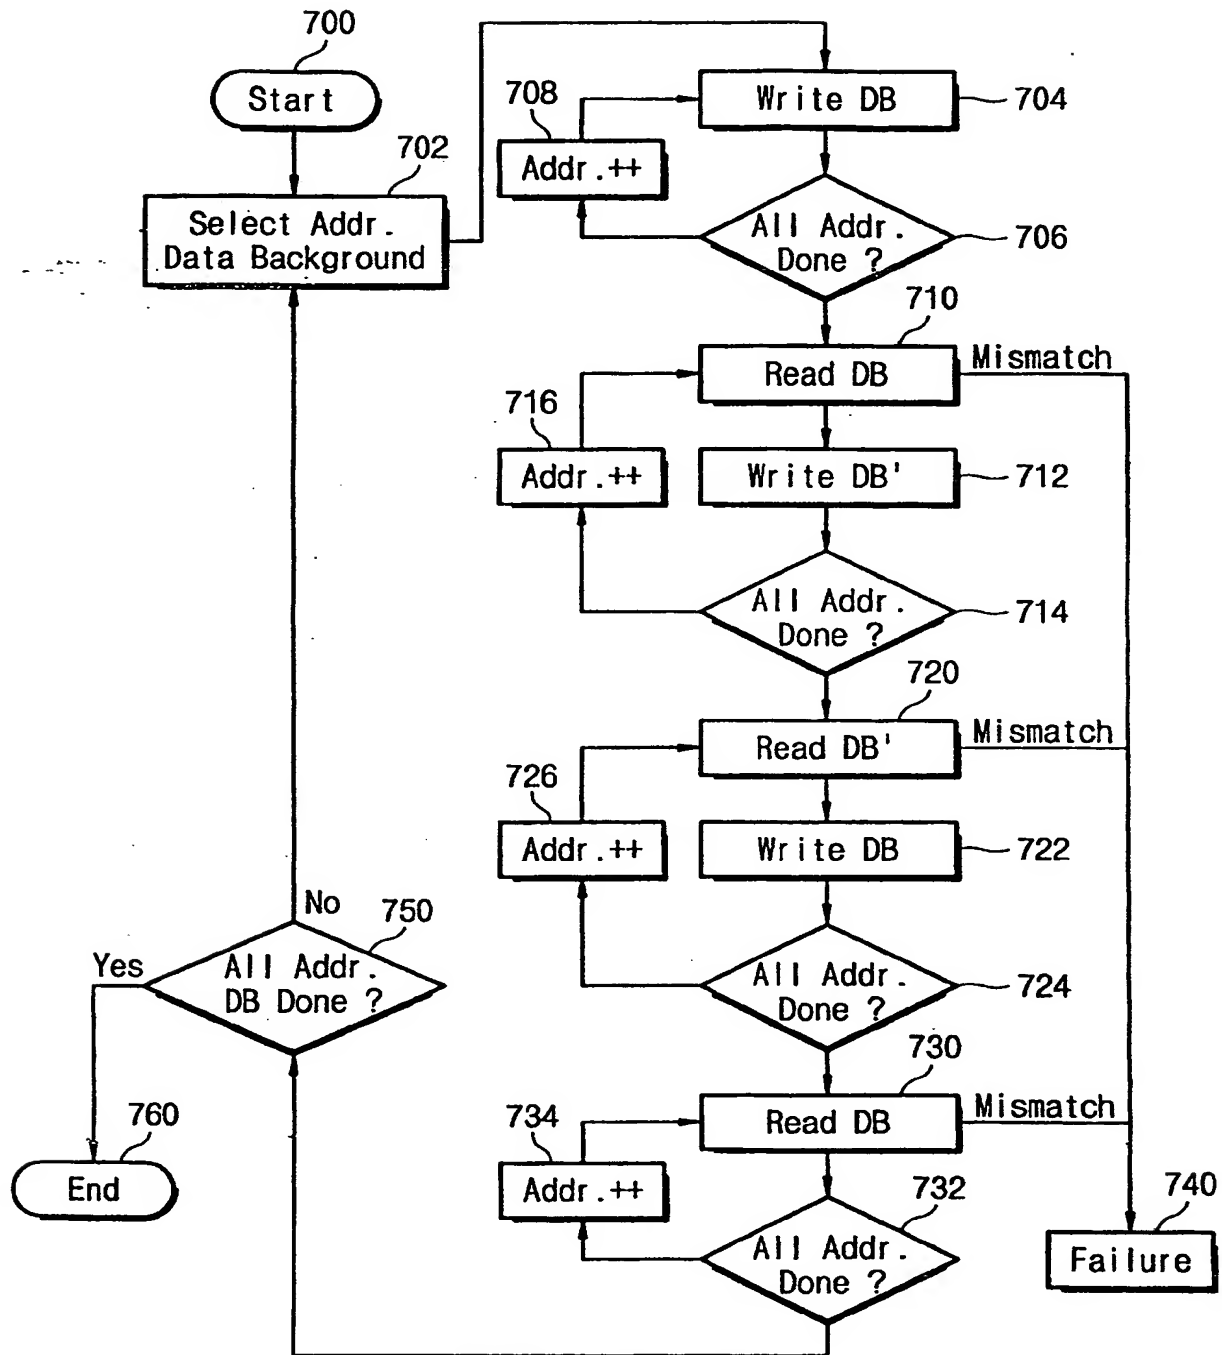 700
Start
702
Select Addr.
Data Background
708
Addr.++
Write DB
704
All Addr.
Done ?
706
710
Read DB
Mismatch
716
Addr.++
Write DB'
712
All Addr.
Done ?
714
720
Read DB'
Mismatch
726
Addr.++
Write DB
722
All Addr.
Done ?
724
730
Read DB
Mismatch
734
Addr.++
732
All Addr.
Done ?
740
Failure
No
750
Yes
All Addr.
DB Done ?
760
End